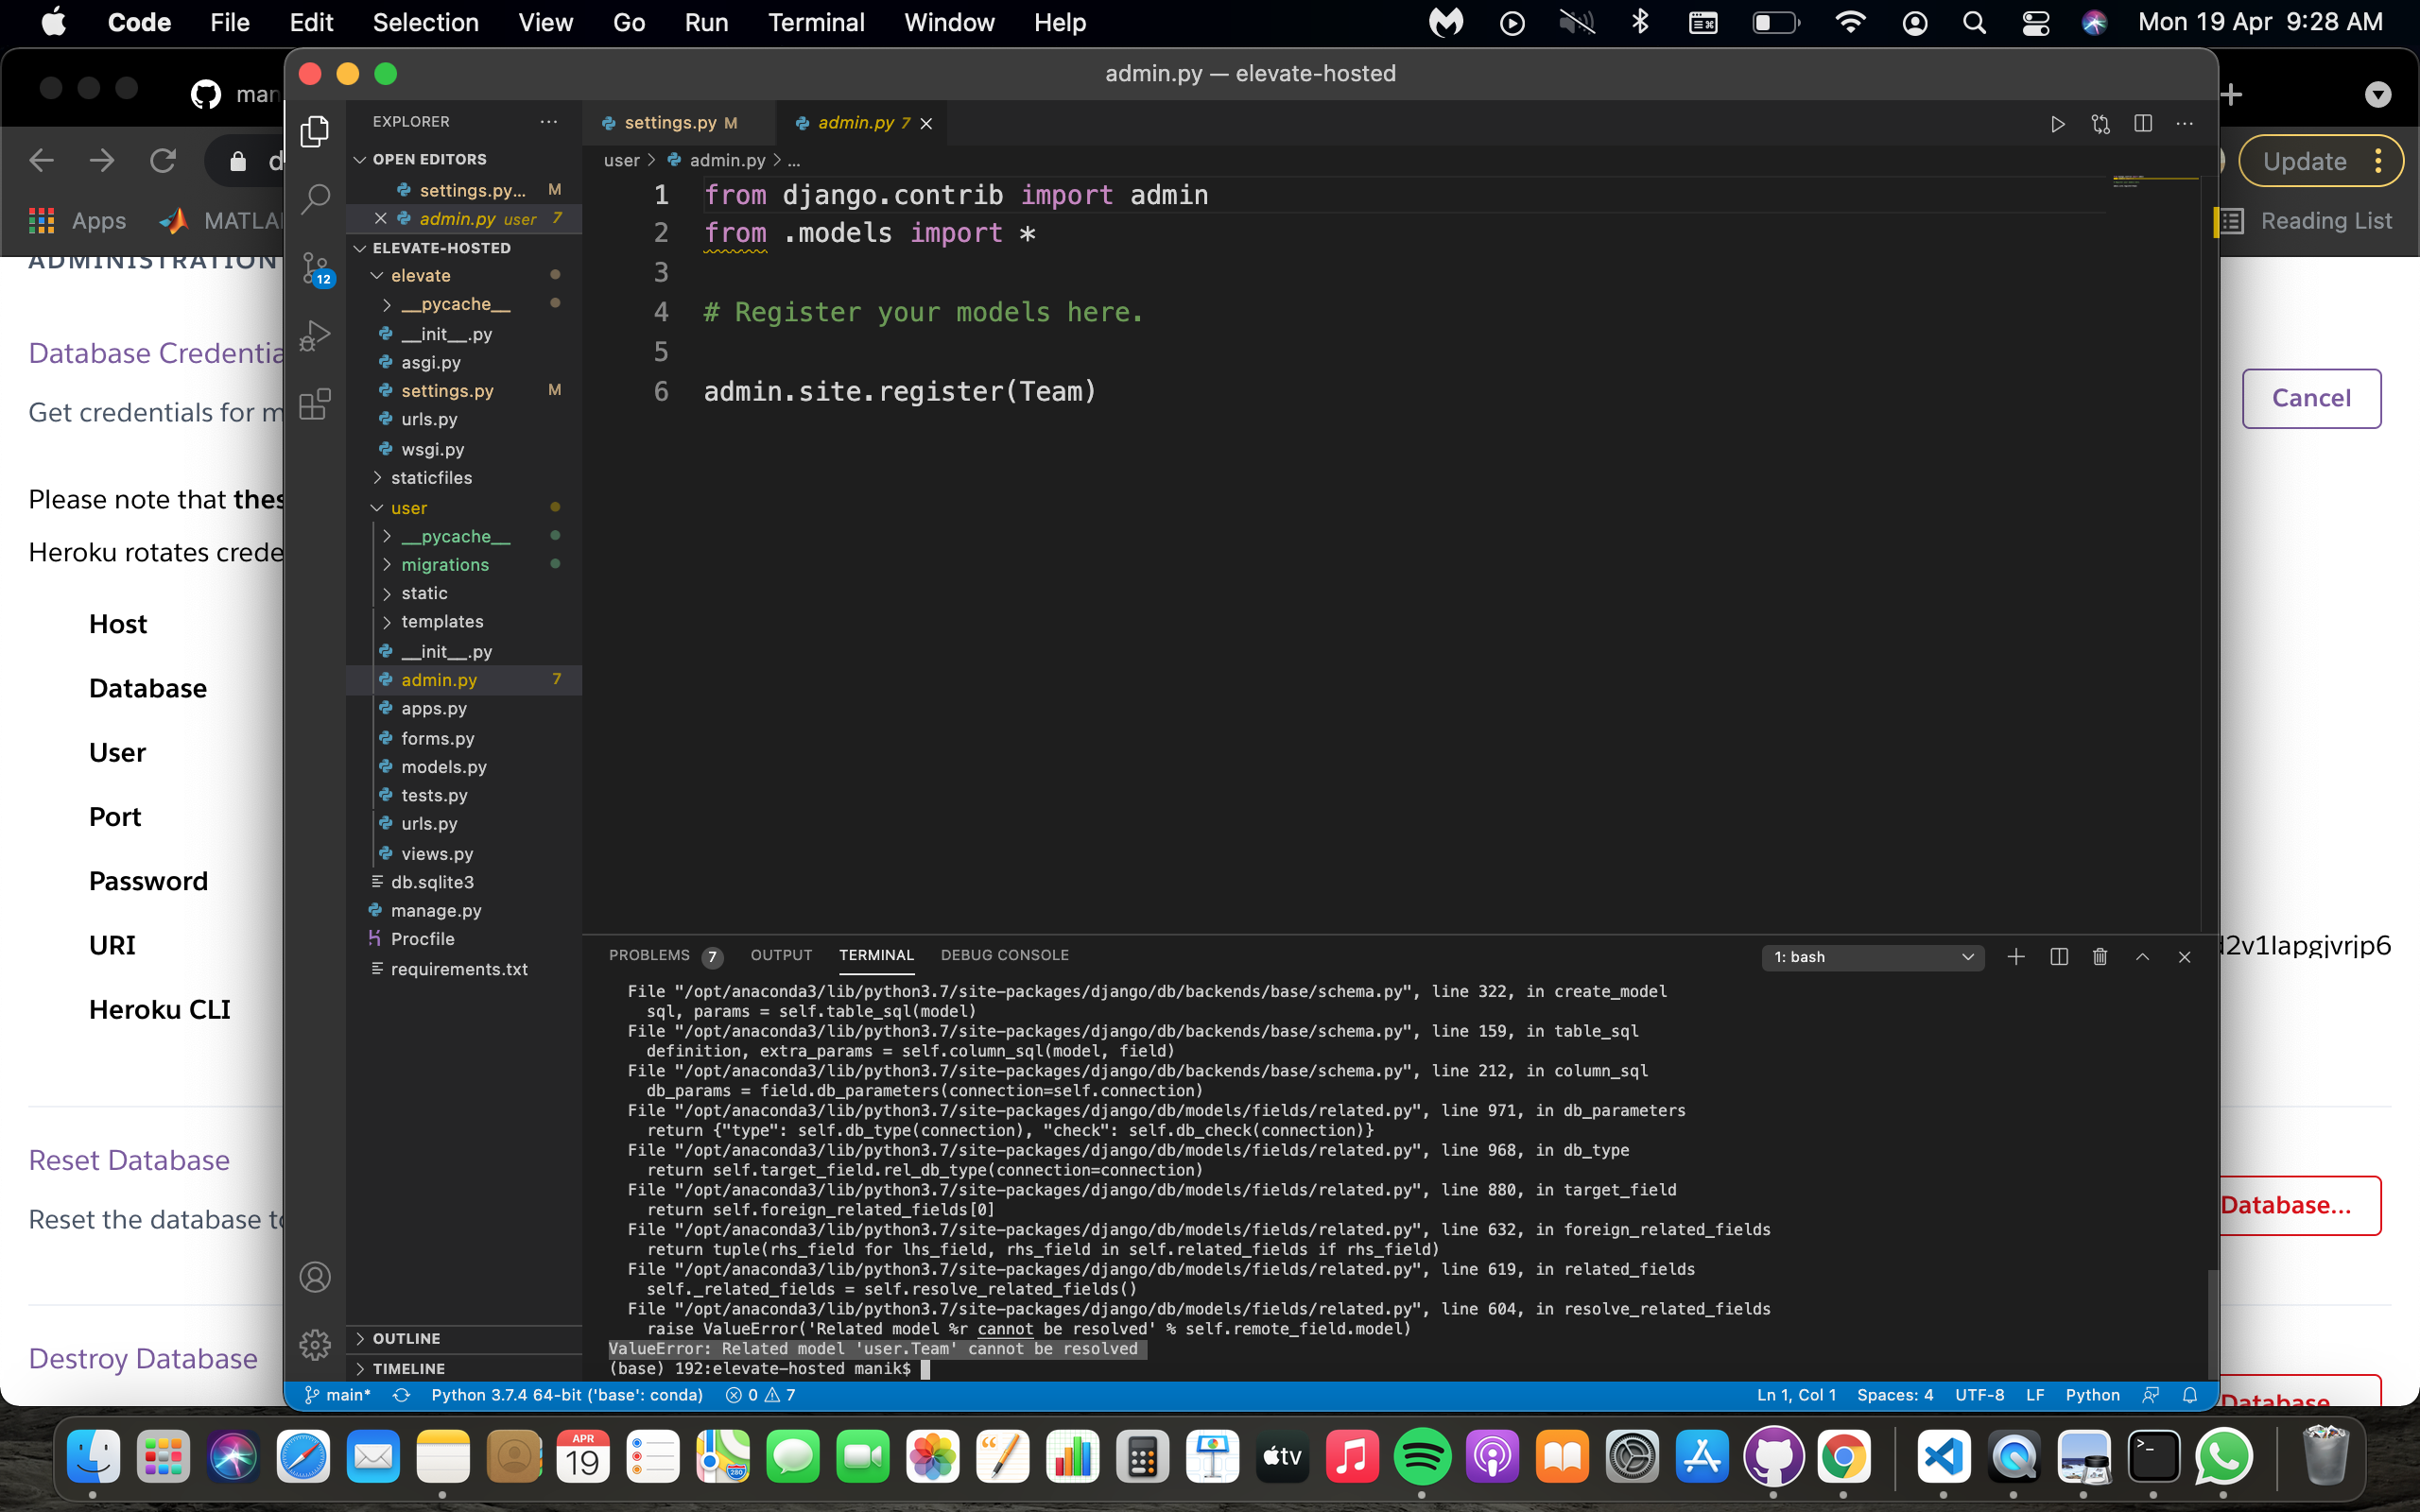 Code File Edit Selection View Go Run Terminal Window Help
Mon 19 Apr 9:28 AM
admin.py — elevate-hosted
Apps
Update
Reading List
ADMINISTRATION
Get credentials for
Cancel
Please note that
Heroku rotates
Host
Database
User
Port
Password
URI
Heroku CLI
Reset Database
Reset the database
Database...
Destroy Database
EXPLORER
OPEN EDITORS
settings.py... M
admin.py user 7
ELEVATE-HOSTED
elevate
__pycache__
__init__.py
asgi.py
settings.py M
urls.py
wsgi.py
staticfiles
user
__pycache__
migrations
static
templates
__init__.py
admin.py 7
apps.py
forms.py
models.py
tests.py
urls.py
views.py
db.sqlite3
manage.py
Procfile
requirements.txt
OUTLINE
TIMELINE
12
settings.py M
admin.py 7
user > admin.py > ...
1 from django.contrib import admin
2 from .models import *
3
4 # Register your models here.
5
6 admin.site.register(Team)
PROBLEMS 7 OUTPUT TERMINAL DEBUG CONSOLE
1: bash
File "/opt/anaconda3/lib/python3.7/site-packages/django/db/backends/base/schema.py", line 322, in create_model
sql, params = self.table_sql(model)
File "/opt/anaconda3/lib/python3.7/site-packages/django/db/backends/base/schema.py", line 159, in table_sql
definition, extra_params = self.column_sql(model, field)
File "/opt/anaconda3/lib/python3.7/site-packages/django/db/backends/base/schema.py", line 212, in column_sql
db_params = field.db_parameters(connection=self.connection)
File "/opt/anaconda3/lib/python3.7/site-packages/django/db/models/fields/related.py", line 971, in db_parameters
return {"type": self.db_type(connection), "check": self.db_check(connection)}
File "/opt/anaconda3/lib/python3.7/site-packages/django/db/models/fields/related.py", line 968, in db_type
return self.target_field.rel_db_type(connection=connection)
File "/opt/anaconda3/lib/python3.7/site-packages/django/db/models/fields/related.py", line 880, in target_field
return self.foreign_related_fields[0]
File "/opt/anaconda3/lib/python3.7/site-packages/django/db/models/fields/related.py", line 632, in foreign_related_fields
return tuple(rhs_field for lhs_field, rhs_field in self.related_fields if rhs_field)
File "/opt/anaconda3/lib/python3.7/site-packages/django/db/models/fields/related.py", line 619, in related_fields
self._related_fields = self.resolve_related_fields()
File "/opt/anaconda3/lib/python3.7/site-packages/django/db/models/fields/related.py", line 604, in resolve_related_fields
raise ValueError('Related model %r cannot be resolved' % self.remote_field.model)
ValueError: Related model 'user.Team' cannot be resolved
(base) 192:elevate-hosted manik$
main* Python 3.7.4 64-bit ('base': conda) 0 7
Ln 1, Col 1 Spaces: 4 UTF-8 LF Python
APR
19
280
tv